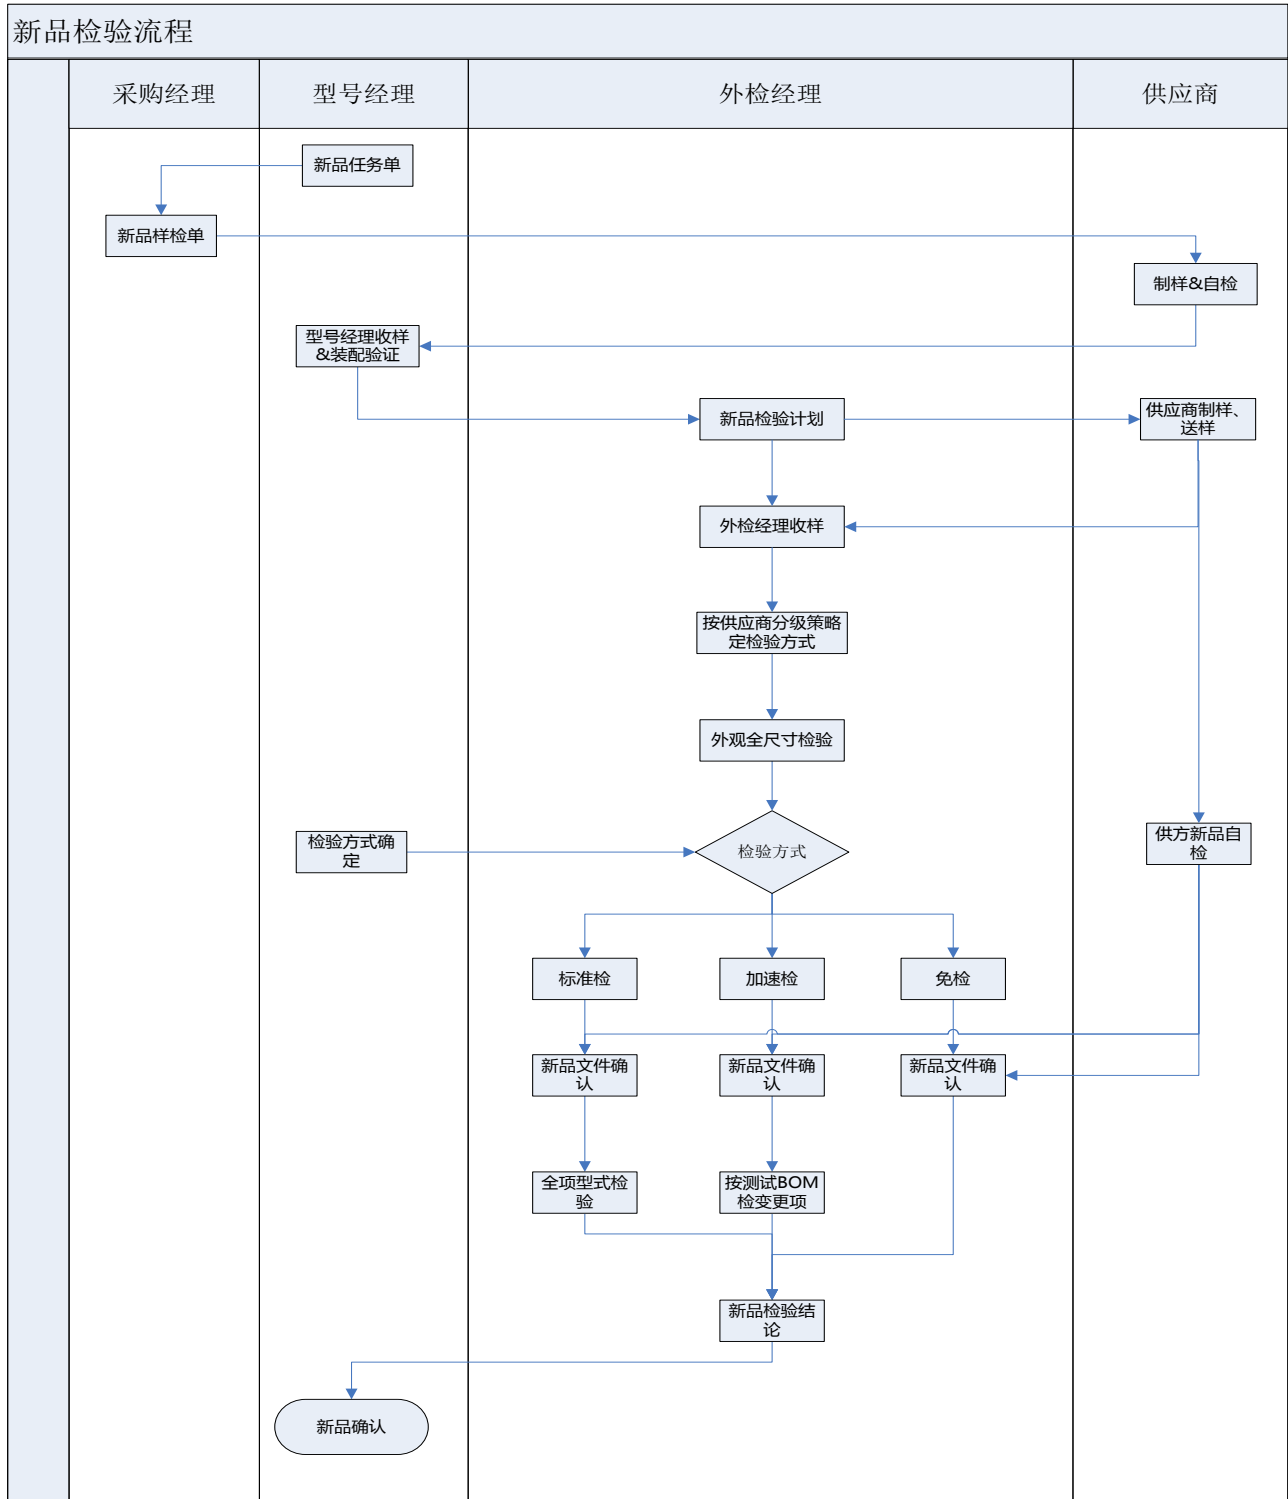 新品检验流程
采购经理
型号经理
外检经理
供应商
新品任务单
新品样检单
制样&自检
型号经理收样
&装配验证
新品检验计划
供应商制样、
送样
外检经理收样
按供应商分级策略
定检验方式
外观全尺寸检验
检验方式确
定
检验方式
供方新品自
检
标准检
加速检
免检
新品文件确
认
新品文件确
认
新品文件确
认
全项型式检
验
按测试BOM
检变更项
新品检验结
论
新品确认